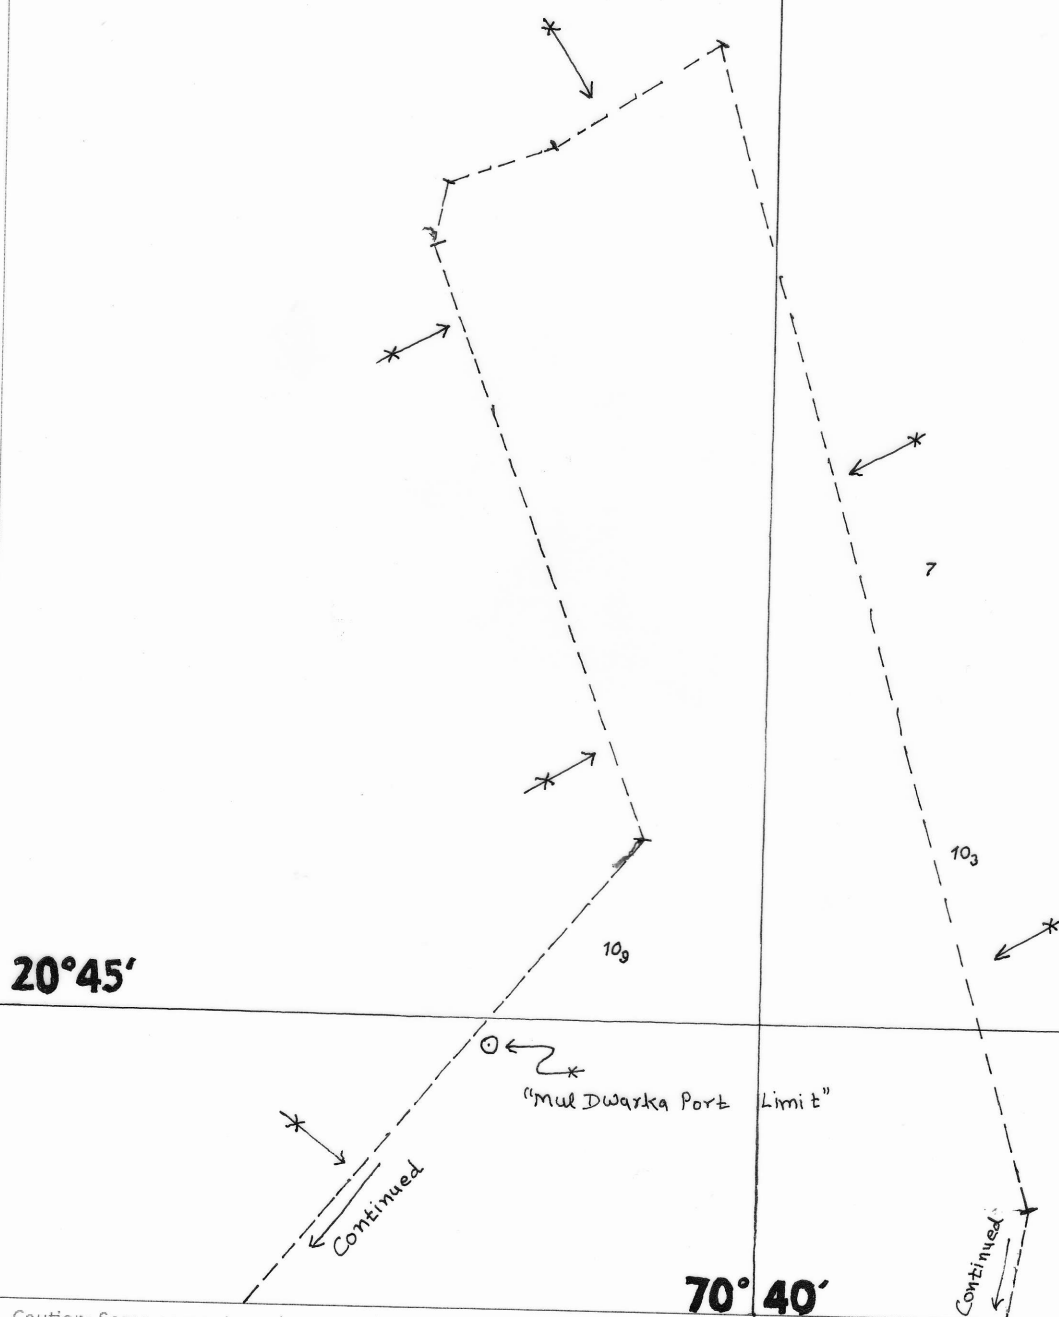 7
10₃
10₉
20°45′
"Mul Dwarka Port Limit"
Continued
Continued
70° 40′